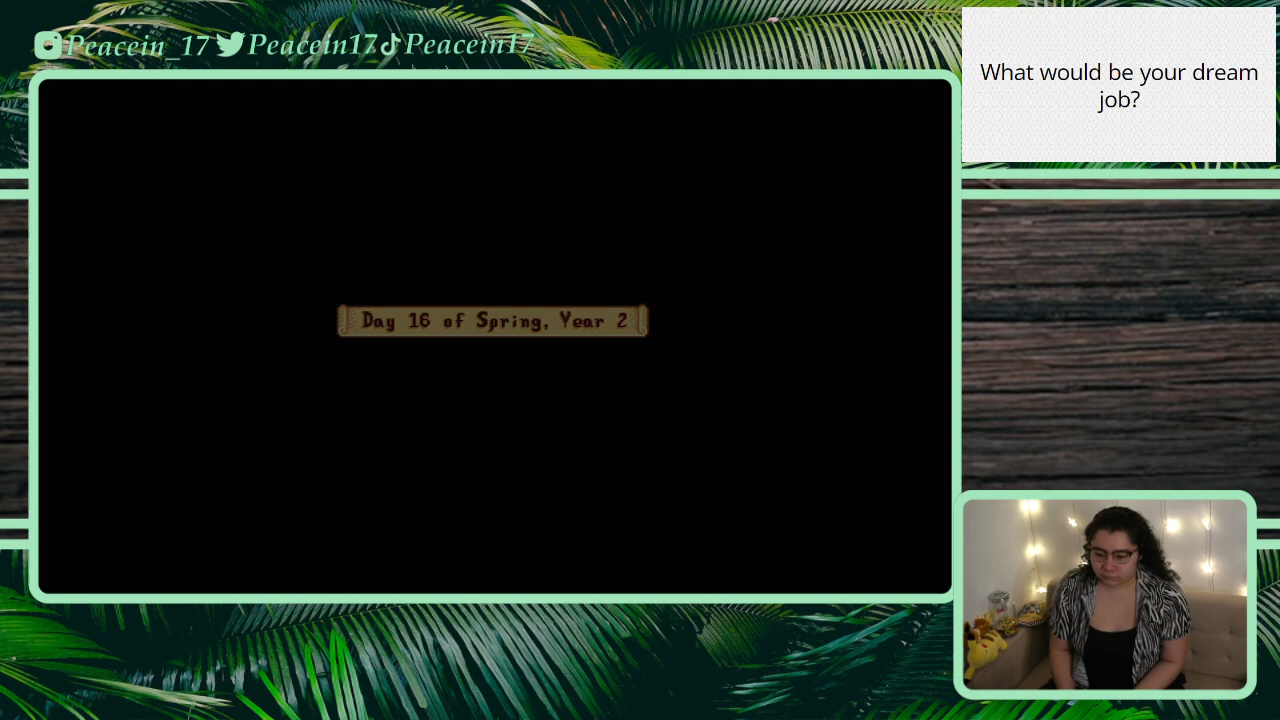 Peacein_17 Peacein17 Peacein17
What would be your dream
job?
Day 16 of Spring, Year 2